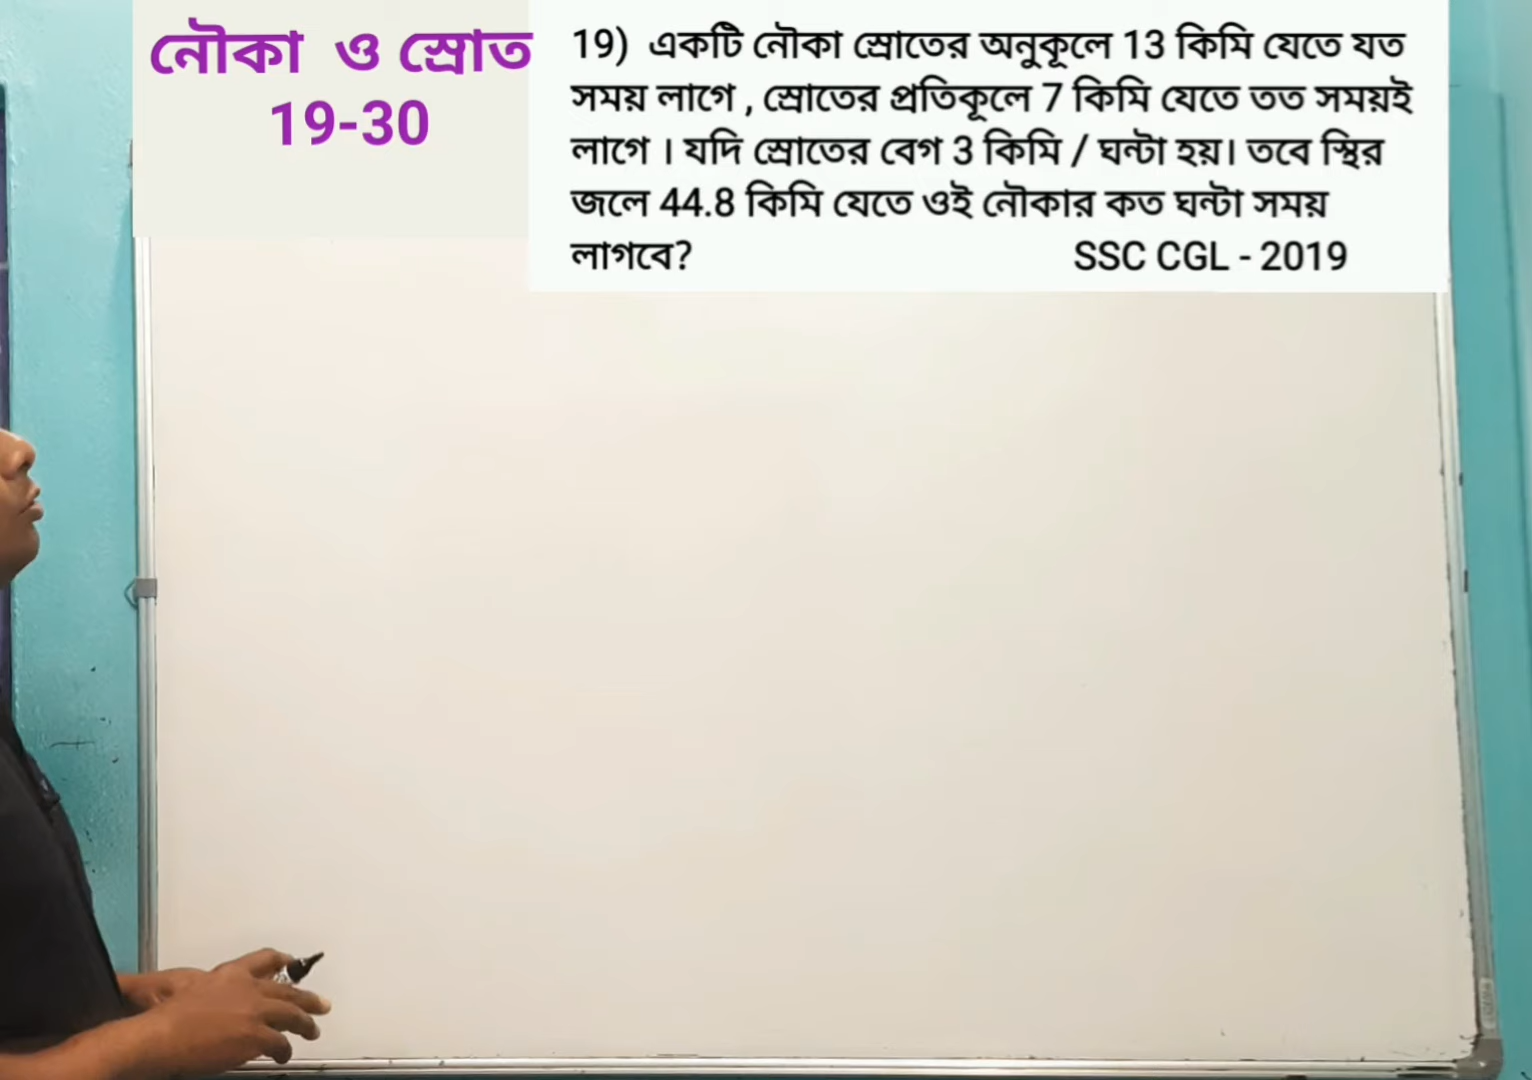 নৌকা ও স্রোত
19-30
19) একটি নৌকা স্রোতের অনুকূলে 13 কিমি যেতে যত
সময় লাগে , স্রোতের প্রতিকূলে 7 কিমি যেতে তত সময়ই
লাগে । যদি স্রোতের বেগ 3 কিমি / ঘন্টা হয়। তবে স্থির
জলে 44.8 কিমি যেতে ওই নৌকার কত ঘন্টা সময়
লাগবে? SSC CGL - 2019